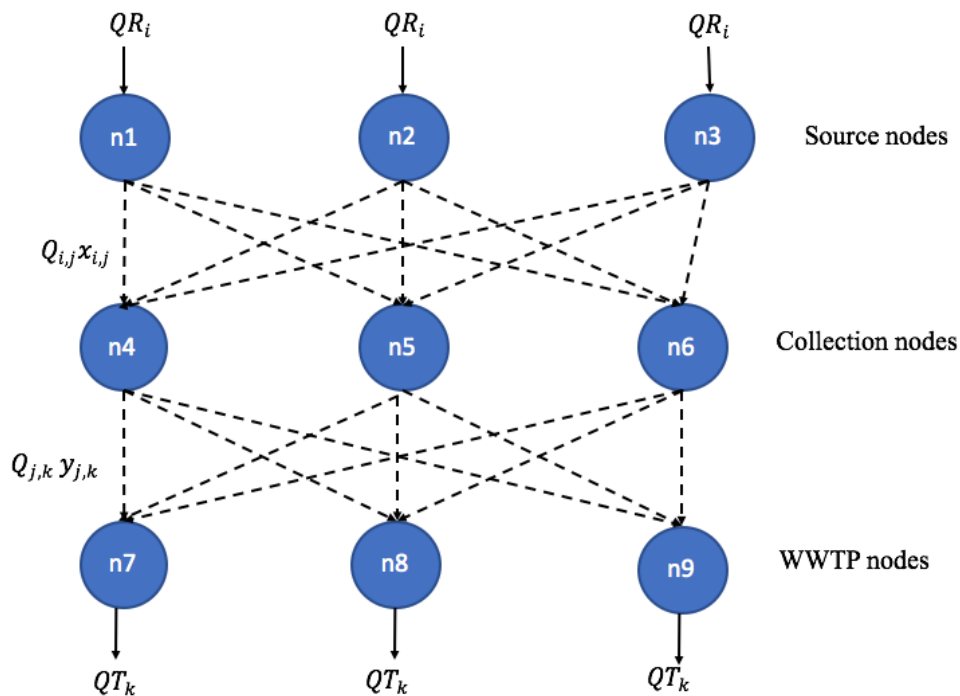 QR_i QR_i QR_i
n1 n2 n3 Source nodes
Q_{i,j} x_{i,j}
n4 n5 n6 Collection nodes
Q_{j,k} y_{j,k}
n7 n8 n9 WWTP nodes
QT_k QT_k QT_k